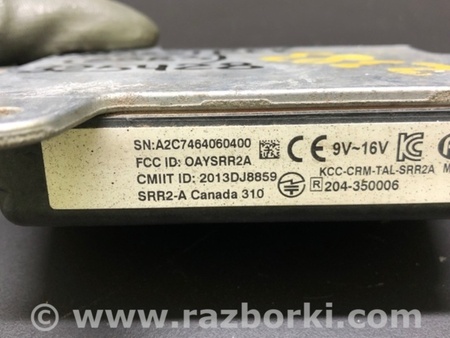 SN:A2C7464060400
FCC ID: OAYSRR2A
CMIIT ID: 2013DJ8859
SRR2-A Canada 310
CE 9V~16V
KCC-CRM-TAL-SRR2A
R 204-350006
© www.razborki.com/